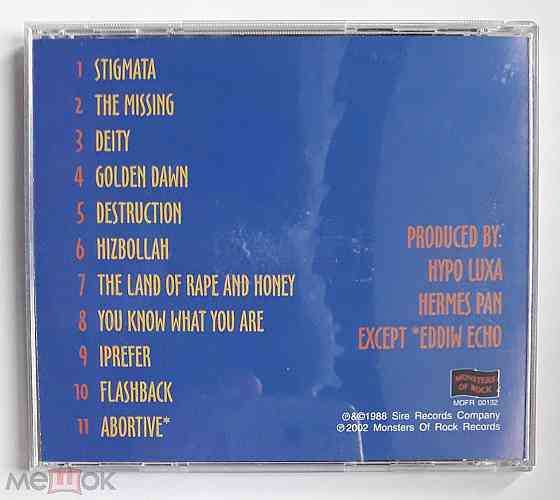 1 STIGMATA
2 THE MISSING
3 DEITY
4 GOLDEN DAWN
5 DESTRUCTION
6 HIZBOLLAH
7 THE LAND OF RAPE AND HONEY
8 YOU KNOW WHAT YOU ARE
9 IPREFER
10 FLASHBACK
11 ABORTIVE*
PRODUCED BY:
HYPO LUXA
HERMES PAN
EXCEPT *EDDIW ECHO
MONSTERS
OF ROCK
MOFR 00132
℗&©1988 Sire Records Company
℗2002 Monsters Of Rock Records
мешок